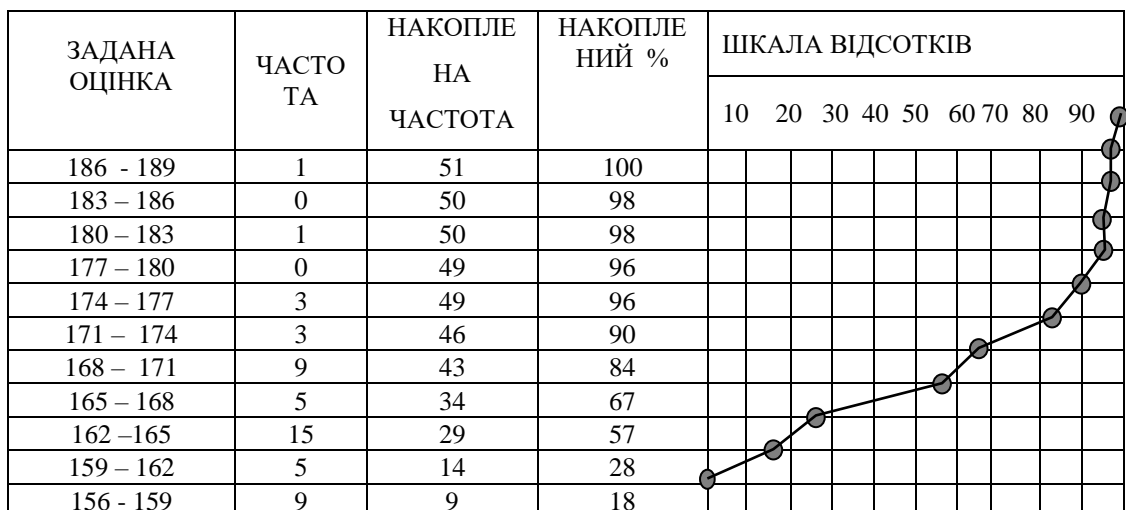 ЗАДАНА ОЦІНКА
ЧАСТО ТА
НАКОПЛЕ НА ЧАСТОТА
НАКОПЛЕ НИЙ %
ШКАЛА ВІДСОТКІВ
10 20 30 40 50 60 70 80 90
186 - 189 1 51 100
183 – 186 0 50 98
180 – 183 1 50 98
177 – 180 0 49 96
174 – 177 3 49 96
171 – 174 3 46 90
168 – 171 9 43 84
165 – 168 5 34 67
162 –165 15 29 57
159 – 162 5 14 28
156 - 159 9 9 18